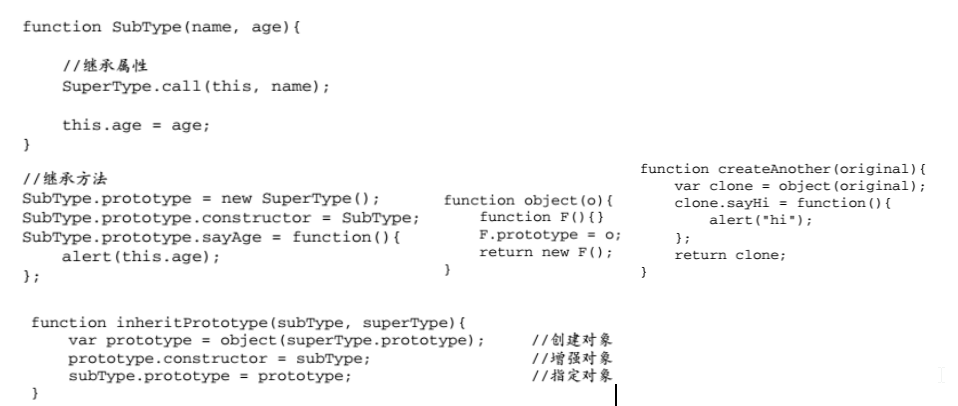 function SubType(name, age){
//继承属性
SuperType.call(this, name);
this.age = age;
}
//继承方法
SubType.prototype = new SuperType();
SubType.prototype.constructor = SubType;
SubType.prototype.sayAge = function(){
alert(this.age);
};
function object(o){
function F(){}
F.prototype = o;
return new F();
}
function createAnother(original){
var clone = object(original);
clone.sayHi = function(){
alert("hi");
};
return clone;
}
function inheritPrototype(subType, superType){
var prototype = object(superType.prototype); //创建对象
prototype.constructor = subType; //增强对象
subType.prototype = prototype; //指定对象
}